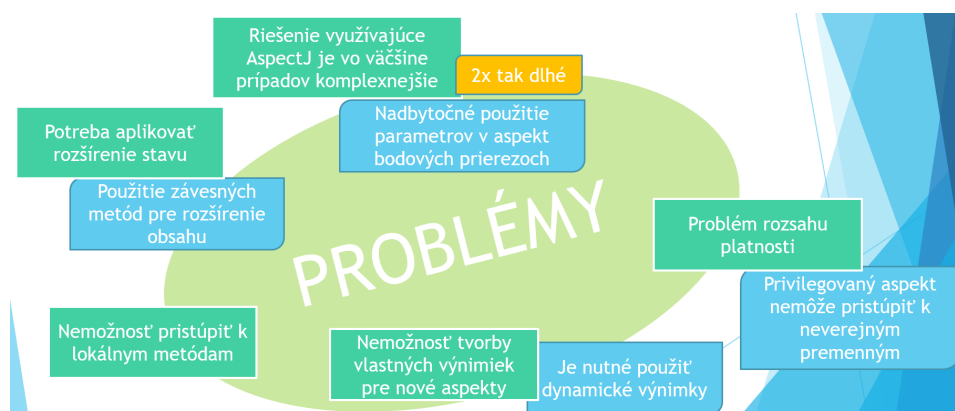 Riešenie využívajúce
AspectJ je vo väčšine
prípadov komplexnejšie
2x tak dlhé
Nadbytočné použitie
parametrov v aspekt
bodových prierezoch
Potreba aplikovať
rozšírenie stavu
Použitie závesných
metód pre rozšírenie
obsahu
PROBLÉMY
Problém rozsahu
platnosti
Privilegovaný aspekt
nemôže pristúpiť k
neverejným
premenným
Nemožnosť pristúpiť k
lokálnym metódam
Nemožnosť tvorby
vlastných výnimiek
pre nové aspekty
Je nutné použiť
dynamické výnimky